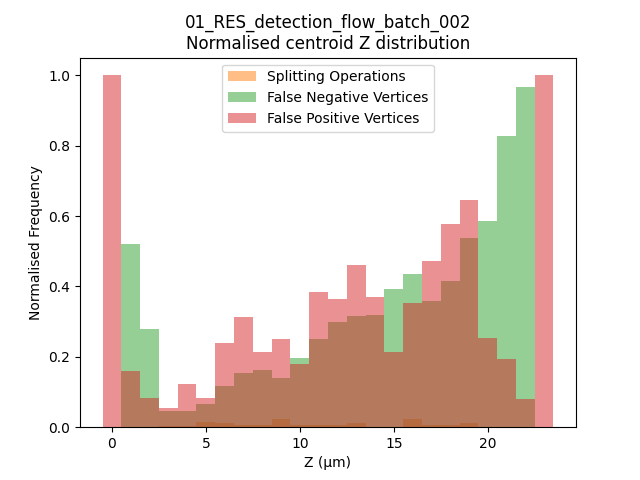 01_RES_detection_flow_batch_002
Normalised centroid Z distribution
Splitting Operations
False Negative Vertices
False Positive Vertices
Normalised Frequency
1.0
0.8
0.6
0.4
0.2
0.0
0 5 10 15 20
Z (μm)